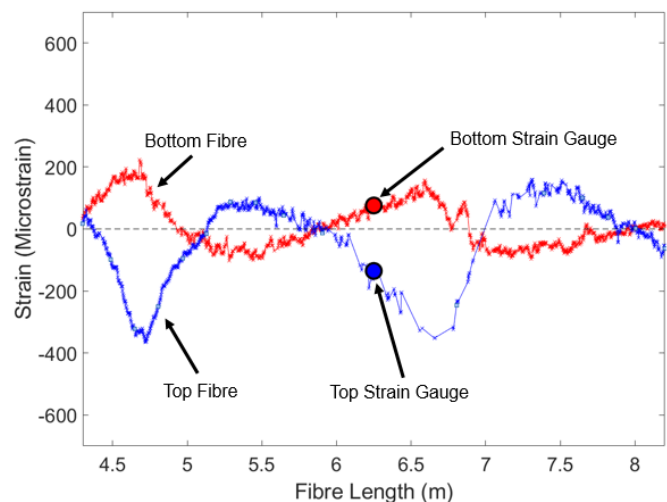 600
400
200
0
-200
-400
-600
Strain (Microstrain)
Bottom Fibre
Bottom Strain Gauge
Top Fibre
Top Strain Gauge
4.5 5 5.5 6 6.5 7 7.5 8
Fibre Length (m)